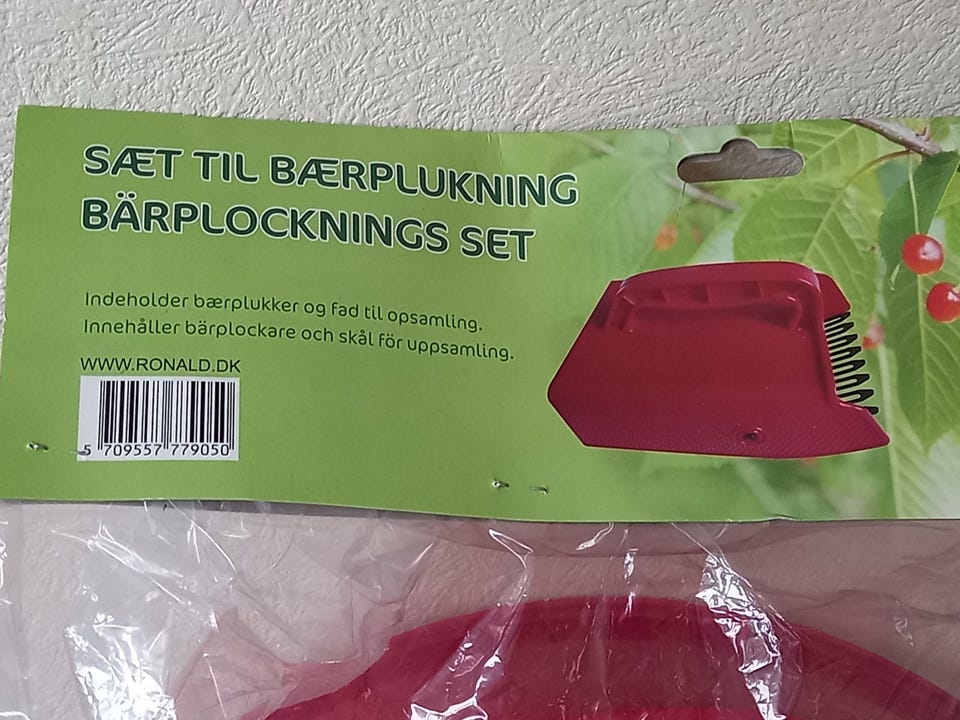 SÆT TIL BÆRPLUKNING
BÄRPLOCKNINGS SET
Indeholder bærplukker og fad til opsamling.
Innehåller bärplockare och skål för uppsamling.
WWW.RONALD.DK
5 709557 779050